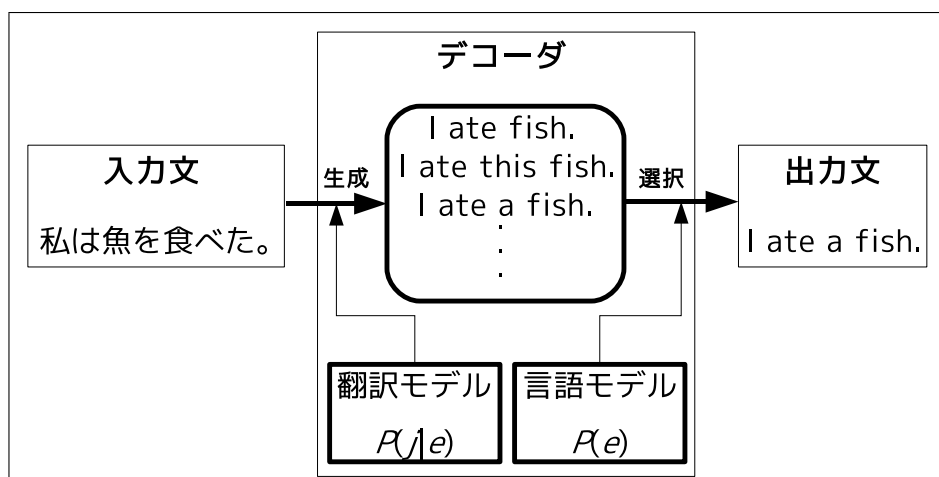 デコーダ
入力文
私は魚を食べた。
生成
I ate fish.
I ate this fish.
I ate a fish.
.
.
.
選択
出力文
I ate a fish.
翻訳モデル
P(j|e)
言語モデル
P(e)